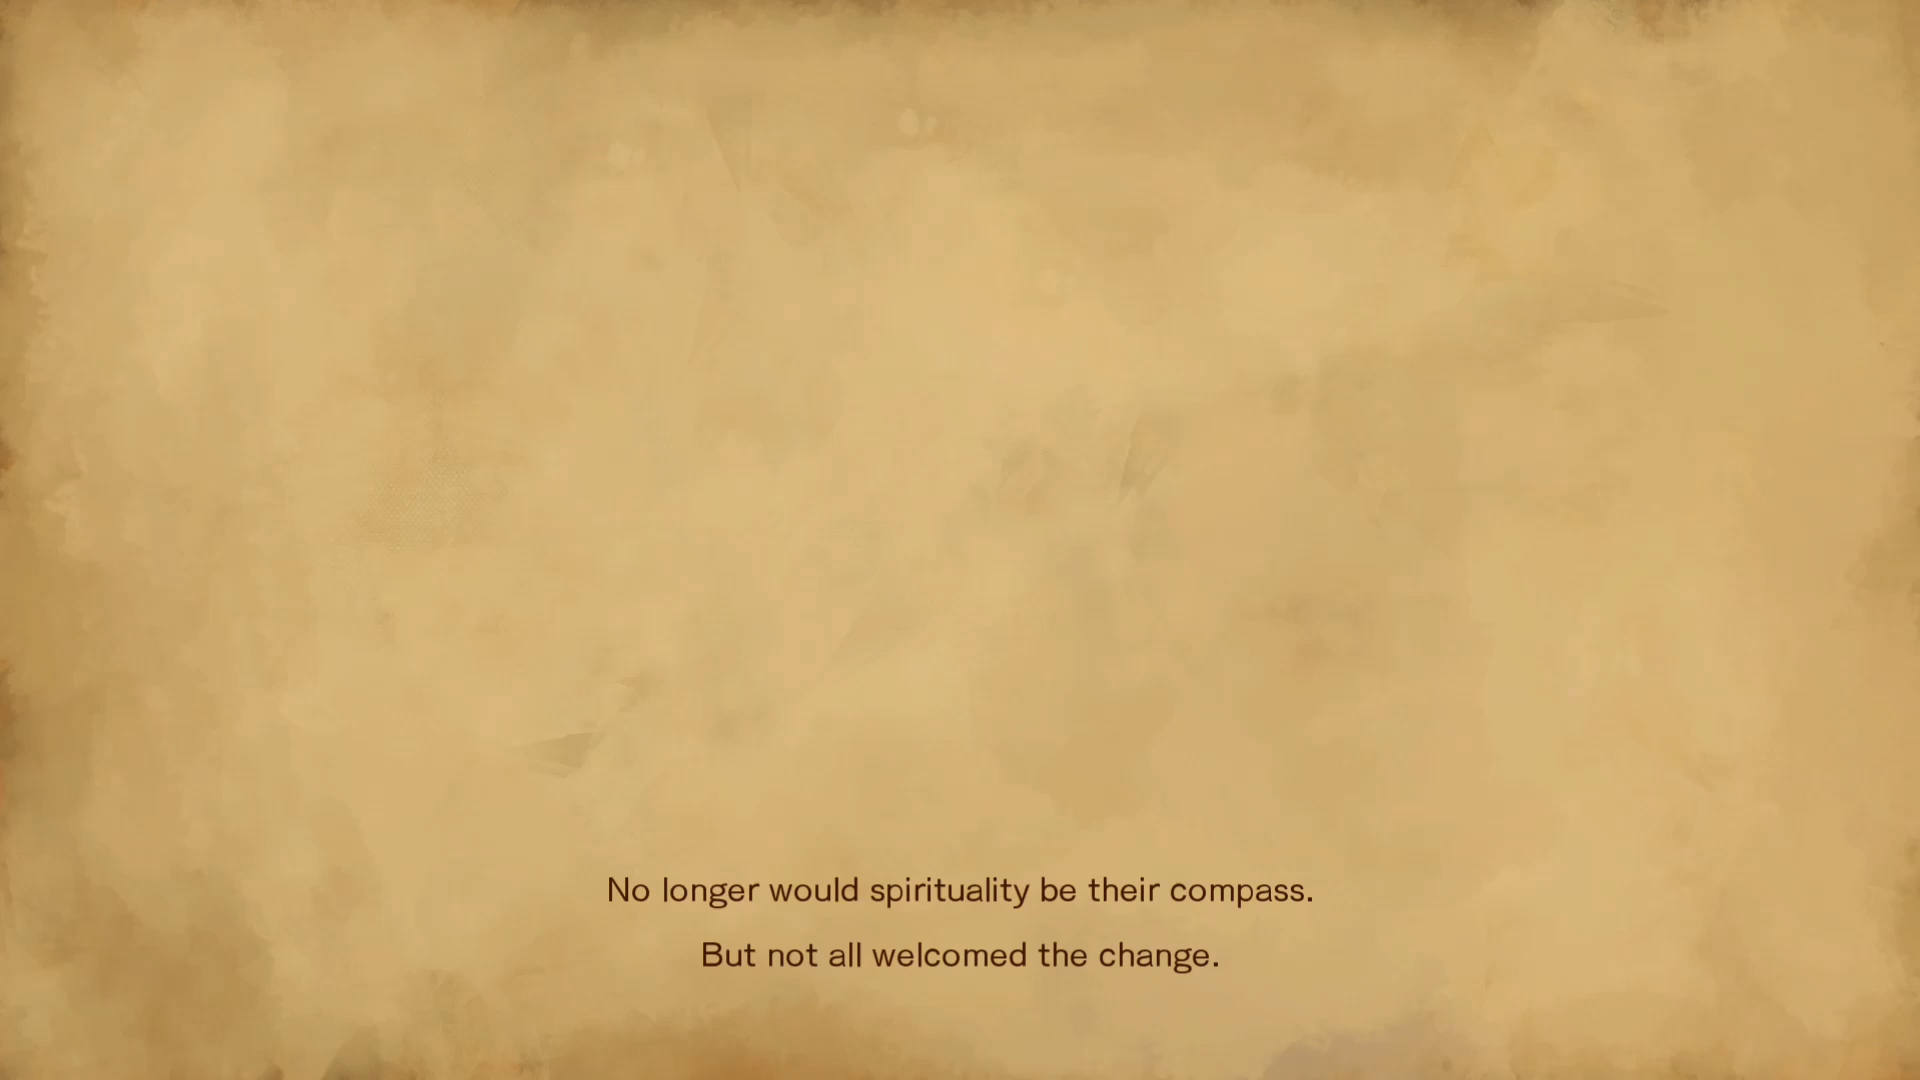 No longer would spirituality be their compass.
But not all welcomed the change.